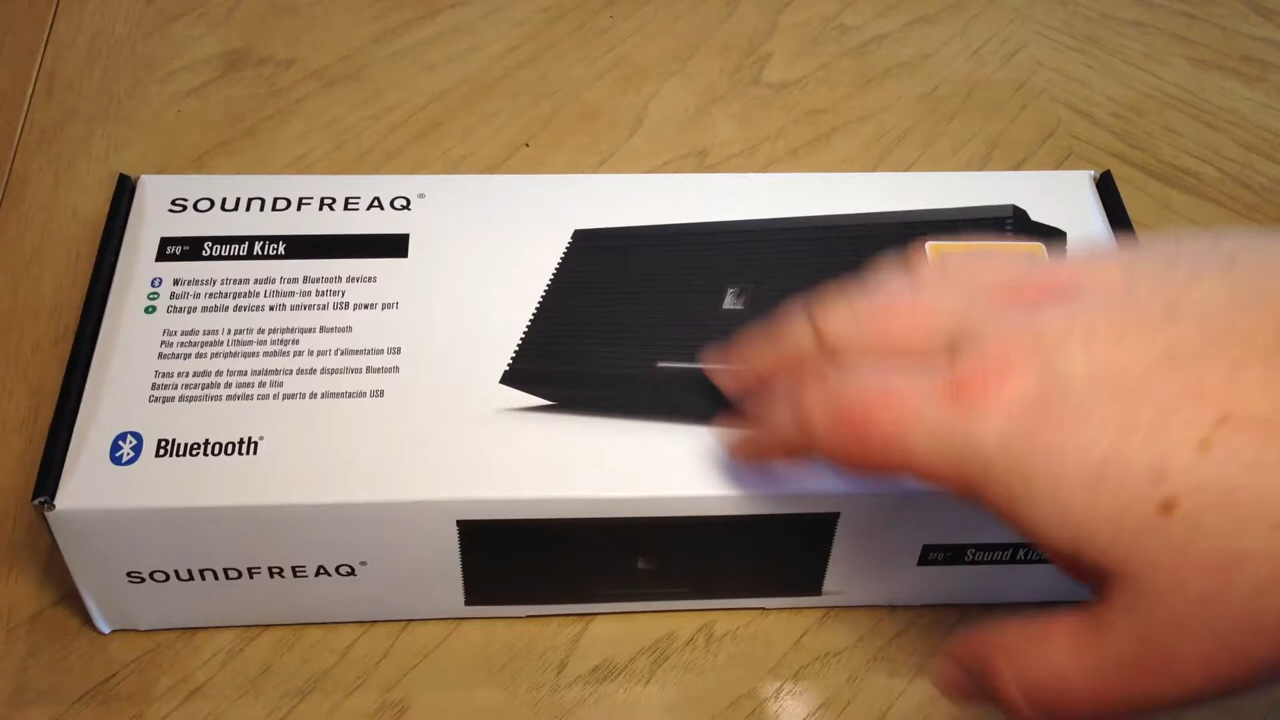 SOUNDFREAQ®
SFQ Sound Kick
Wirelessly stream audio from Bluetooth devices
Built-in rechargeable Lithium-ion battery
Charge mobile devices with universal USB power port
Flux audio sans l à partir de périphériques Bluetooth
Pile rechargeable Lithium-ion intégrée
Recharge des périphériques mobiles par le port d'alimentation USB
Trans era audio de forma inalámbrica desde dispositivos Bluetooth
Batería recargable de iones de litio
Cargue dispositivos móviles con el puerto de alimentación USB
Bluetooth®
SOUNDFREAQ®
SFQ Sound Kick